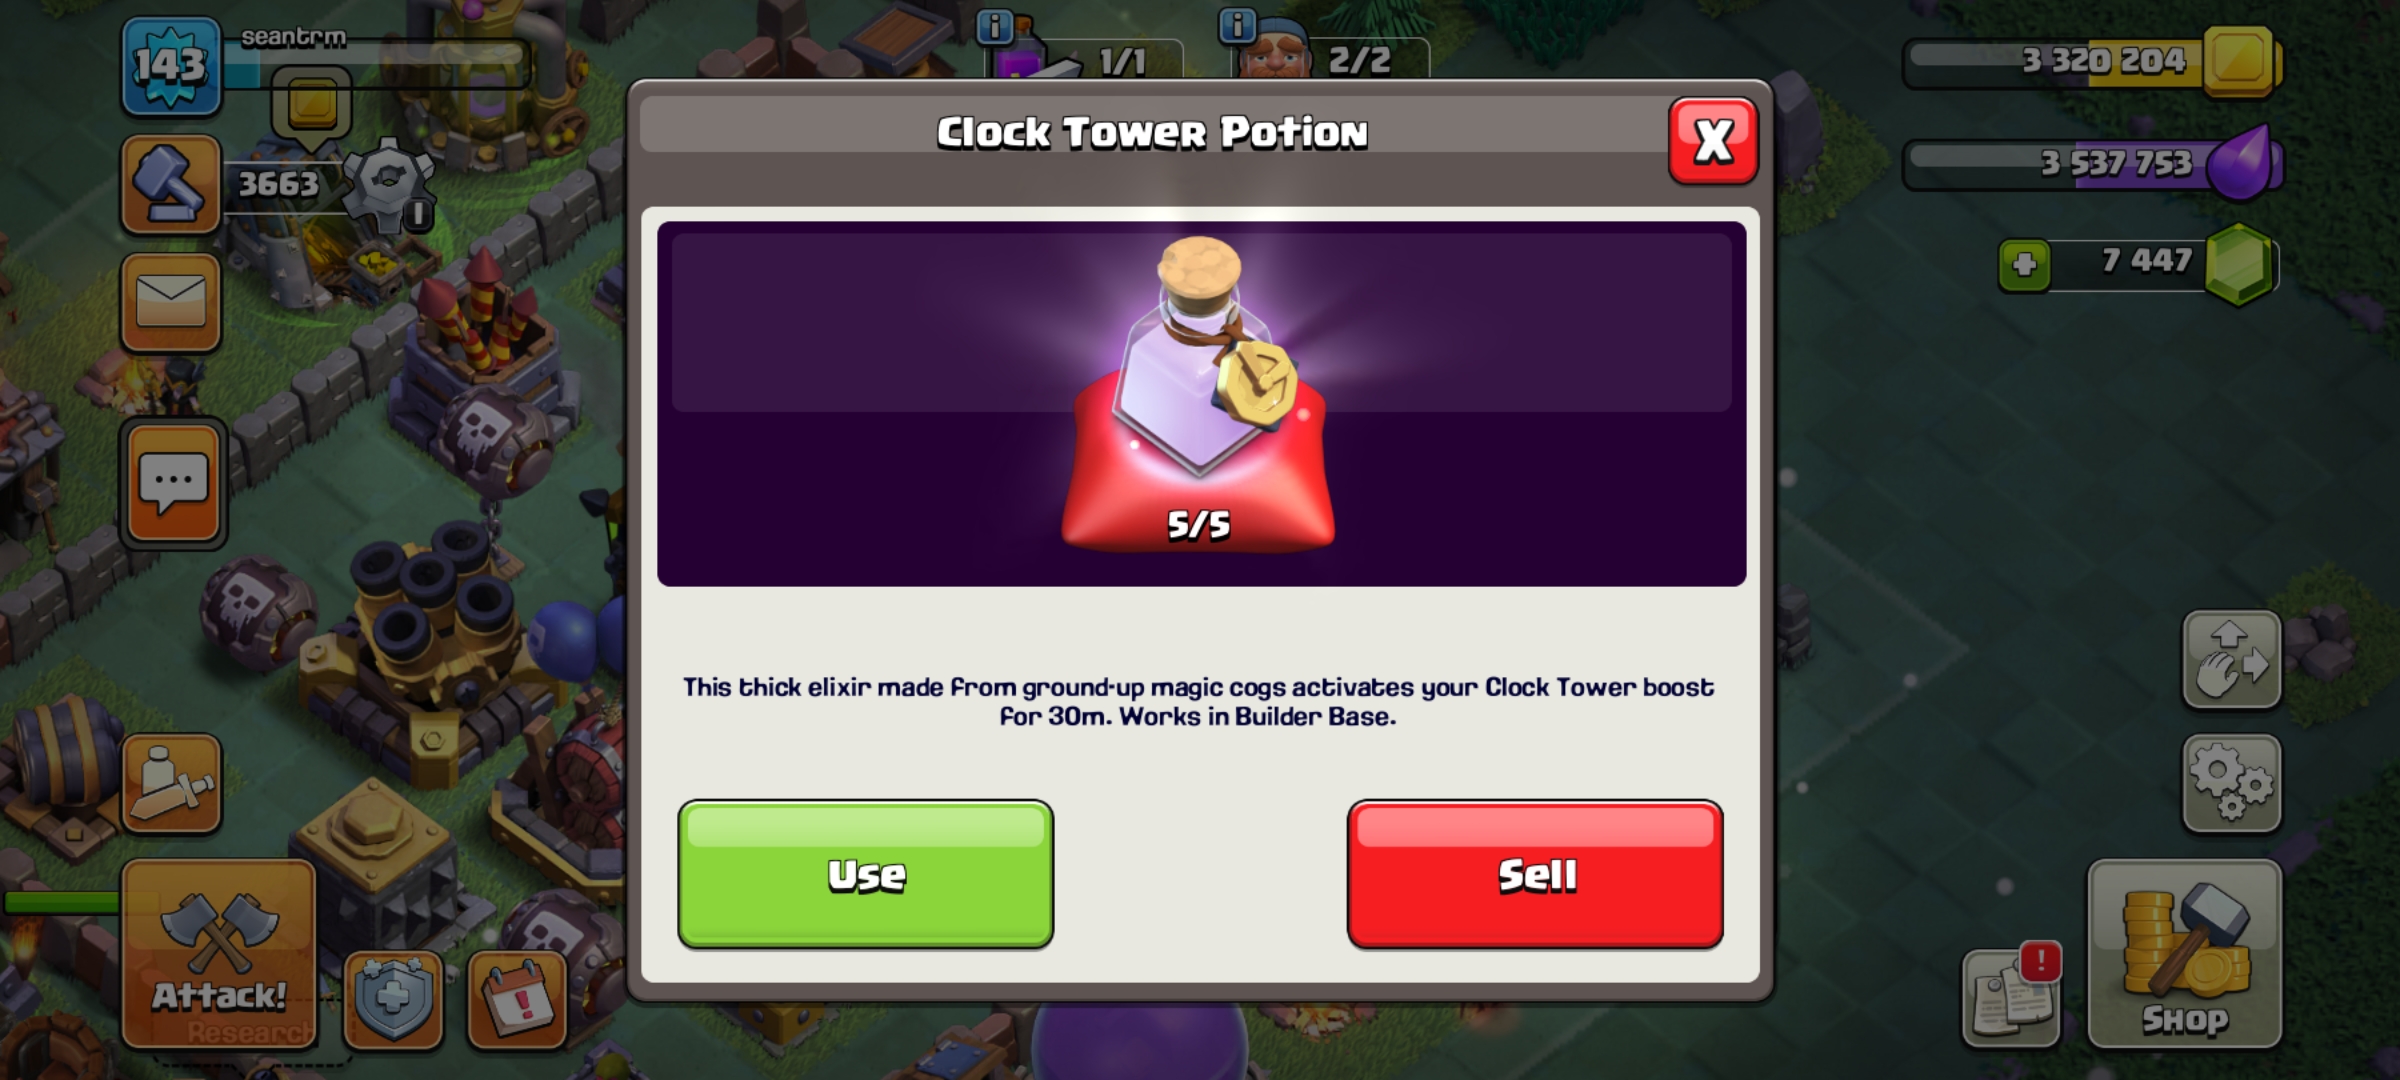 143
seantrm
1/1
2/2
3 320 204
3663
1
3 537 753
7 447
Clock Tower Potion
X
5/5
This thick elixir made from ground-up magic cogs activates your Clock Tower boost
for 30m. Works in Builder Base.
Use
Sell
Attack!
Research
!
Shop